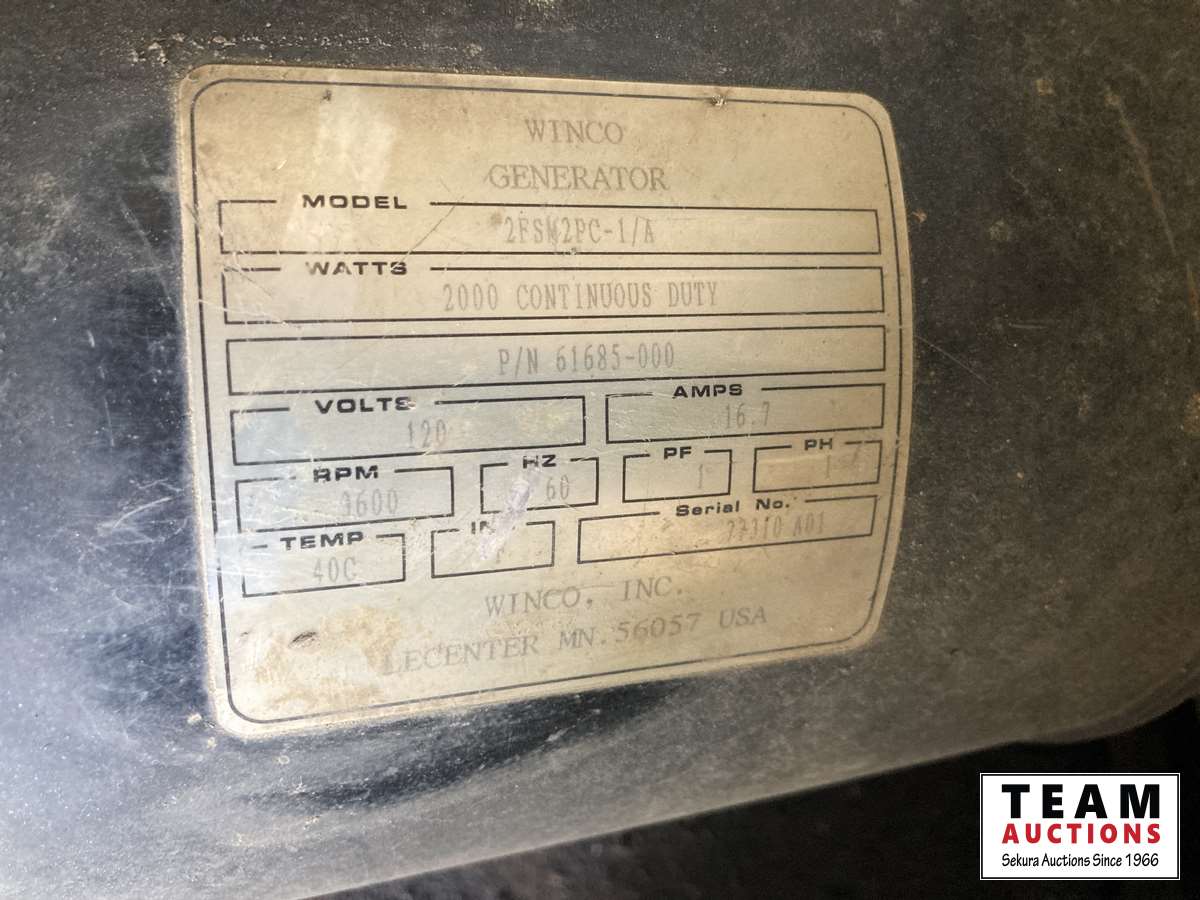 WINCO
GENERATOR
MODEL
2FSM2PC-1/A
WATTS
2000 CONTINUOUS DUTY
P/N 61685-000
VOLTS AMPS
120 16.7
RPM HZ PF PH
3600 60 1 1
TEMP Serial No.
40C A01
WINCO, INC.
LECENTER MN. 56057 USA
TEAM
AUCTIONS
Sekura Auctions Since 1966